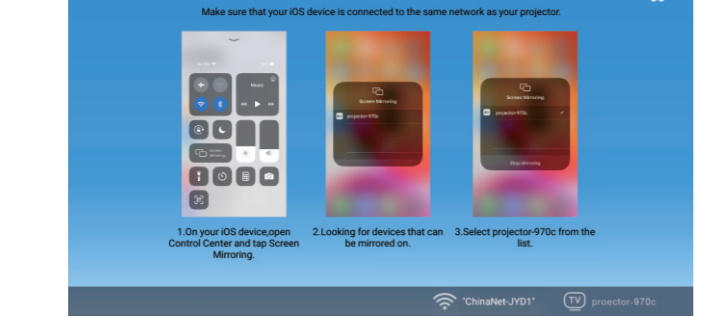 Make sure that your iOS device is connected to the same network as your projector.
Music
Screen
Mirroring
Screen Mirroring
projector-970c
Screen Mirroring
projector-970c
Stop Mirroring
1.On your iOS device,open
Control Center and tap Screen
Mirroring.
2.Looking for devices that can
be mirrored on.
3.Select projector-970c from the
list.
"ChinaNet-JYD1"
TV
proector-970c